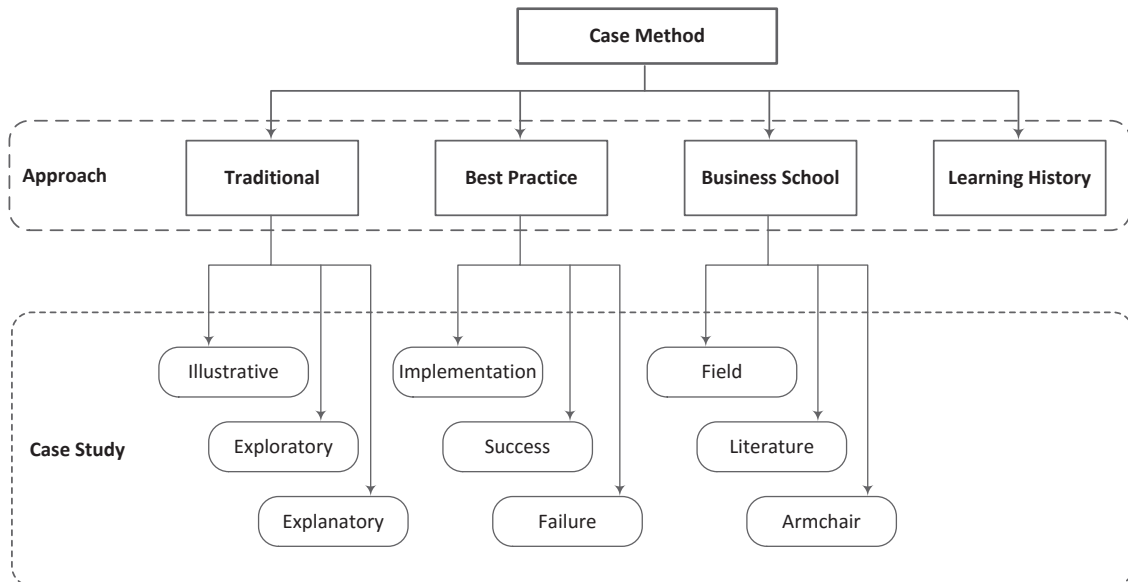 Case Method
Approach
Traditional
Best Practice
Business School
Learning History
Case Study
Illustrative
Implementation
Field
Exploratory
Success
Literature
Explanatory
Failure
Armchair